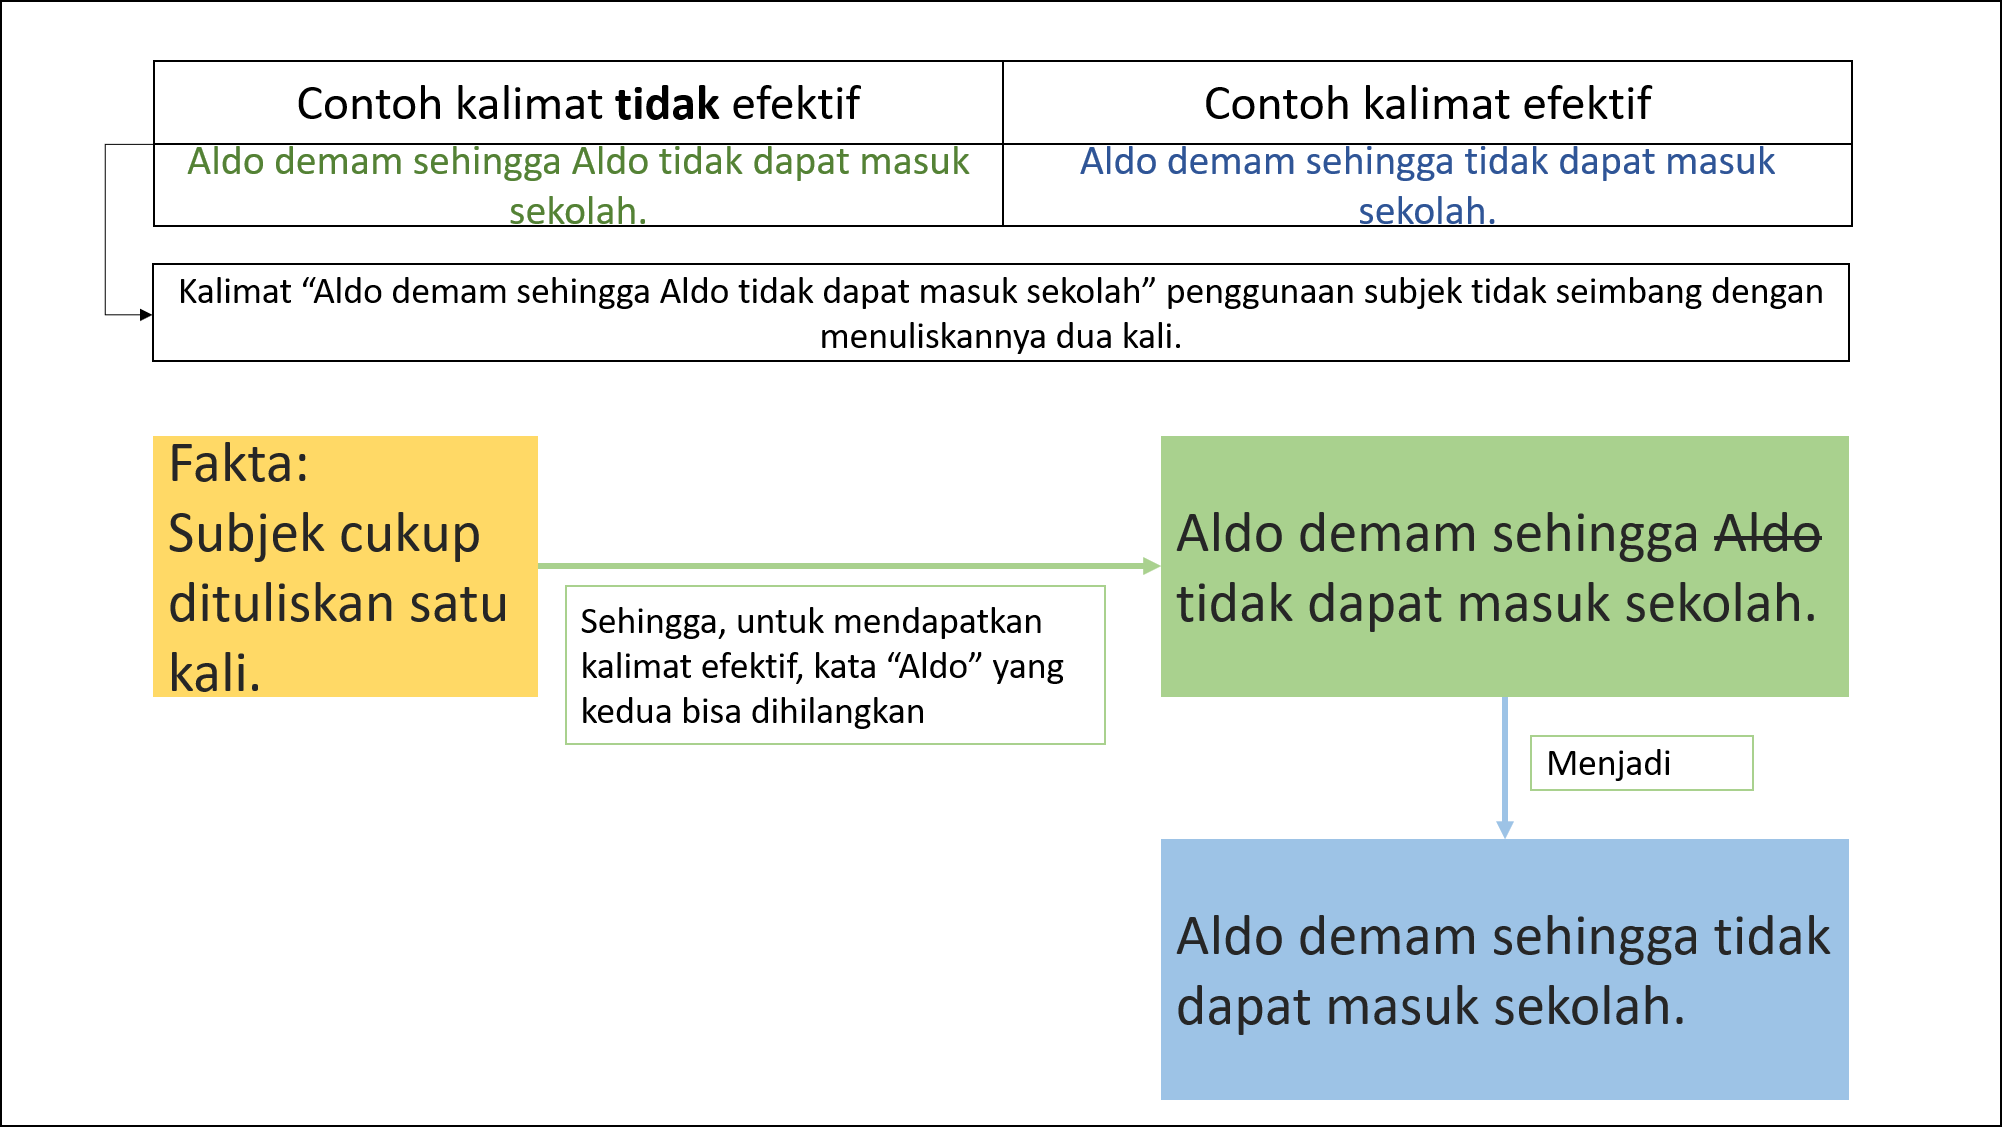 Contoh kalimat tidak efektif
Contoh kalimat efektif
Aldo demam sehingga Aldo tidak dapat masuk
sekolah.
Aldo demam sehingga tidak dapat masuk
sekolah.
Kalimat “Aldo demam sehingga Aldo tidak dapat masuk sekolah” penggunaan subjek tidak seimbang dengan
menuliskannya dua kali.
Fakta:
Subjek cukup
dituliskan satu
kali.
Sehingga, untuk mendapatkan
kalimat efektif, kata “Aldo” yang
kedua bisa dihilangkan
Aldo demam sehingga Aldo
tidak dapat masuk sekolah.
Menjadi
Aldo demam sehingga tidak
dapat masuk sekolah.